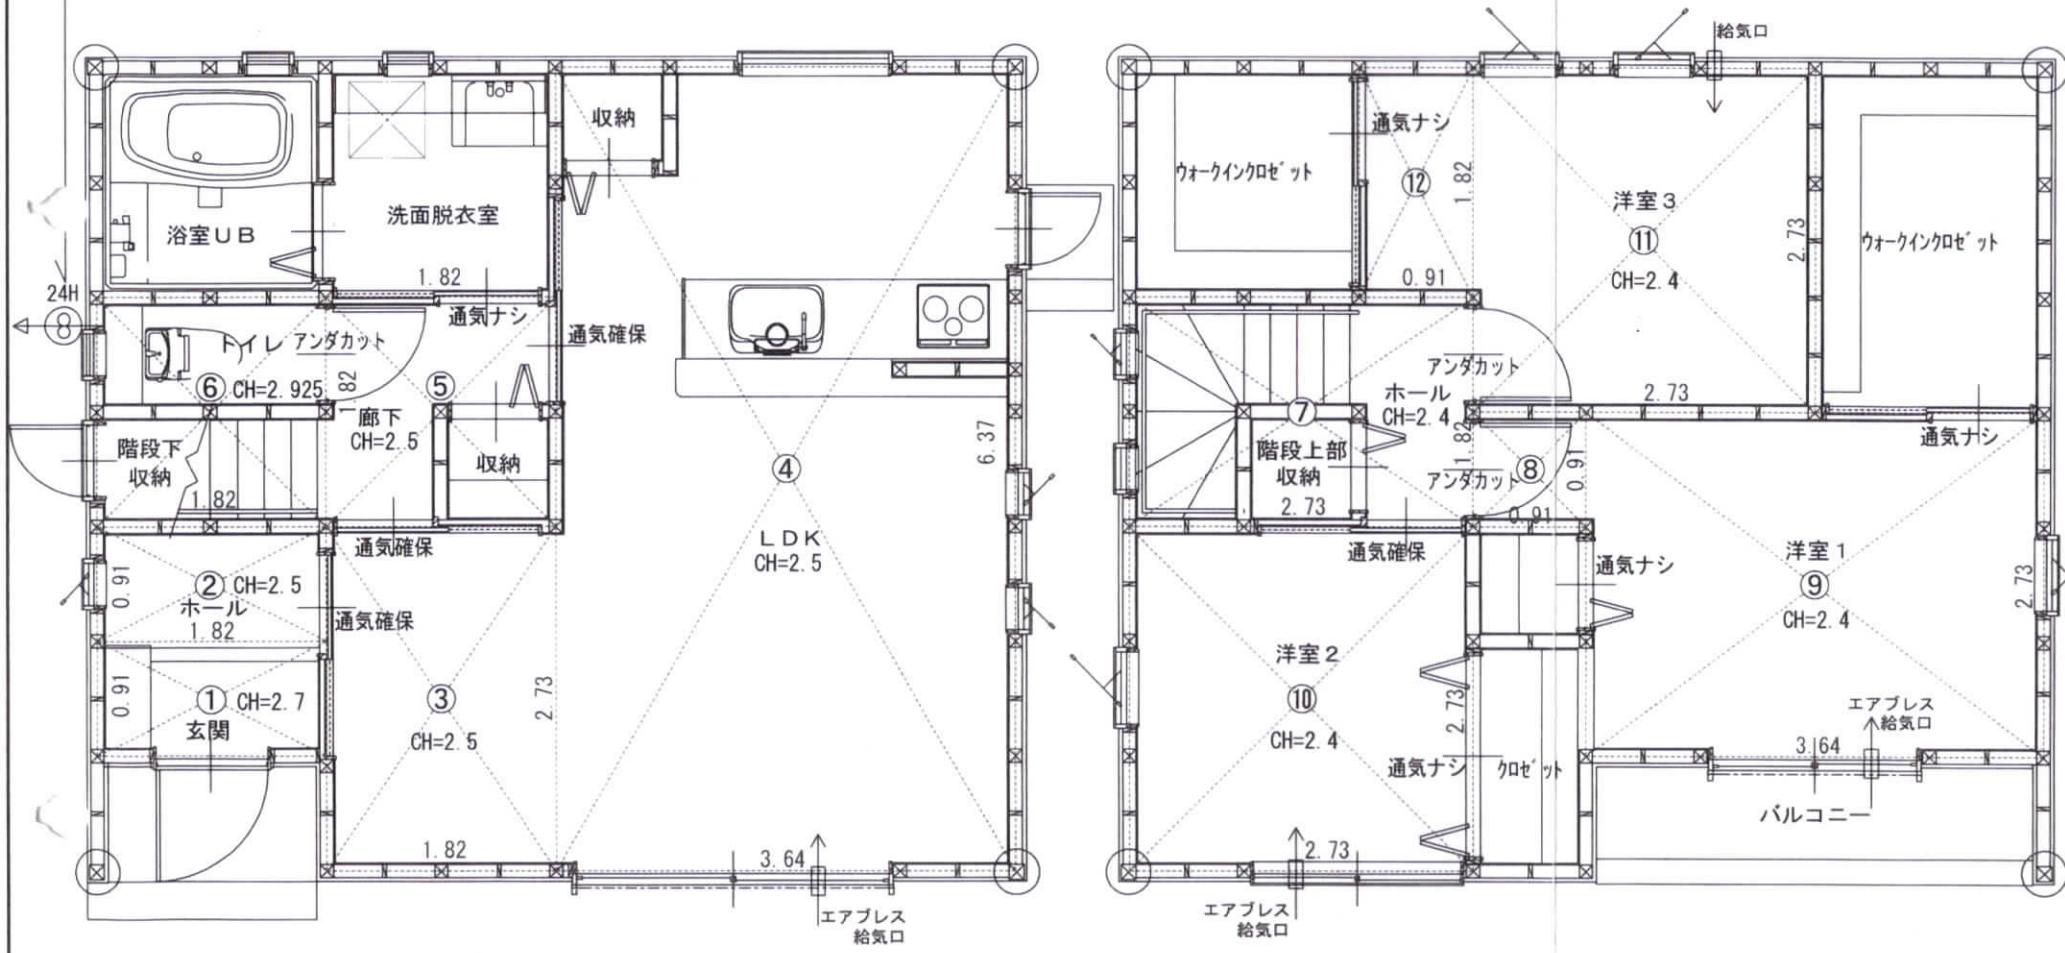 収納
浴室UB
洗面脱衣室
1.82
24H
8
通気ナシ
通気確保
トイレ
アンダカット
⑥
CH=2.925
1.82
⑤
廊下
CH=2.5
階段下
収納
1.82
収納
6.37
④
LDK
CH=2.5
通気確保
0.91
②
CH=2.5
ホール
1.82
通気確保
0.91
①
CH=2.7
玄関
③
CH=2.5
2.73
1.82
3.64
エアブレス
給気口
給気口
通気ナシ
ウォークインクロゼット
⑫
1.82
洋室3
⑪
CH=2.4
2.73
ウォークインクロゼット
0.91
アンダカット
ホール
CH=2.4
2.73
⑦
階段上部
収納
2.73
1.82
アンダカット
⑧
0.91
0.91
通気ナシ
通気確保
通気ナシ
洋室1
⑨
CH=2.4
2.73
洋室2
⑩
CH=2.4
2.73
通気ナシ
クロゼット
エアブレス
給気口
3.64
バルコニー
2.73
エアブレス
給気口